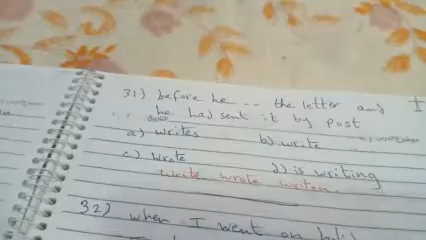 31) before he -- the letter and
he had sent it by post
a) writes b) write
c) wrote d) is writing
write wrote writen.
32) when I went on